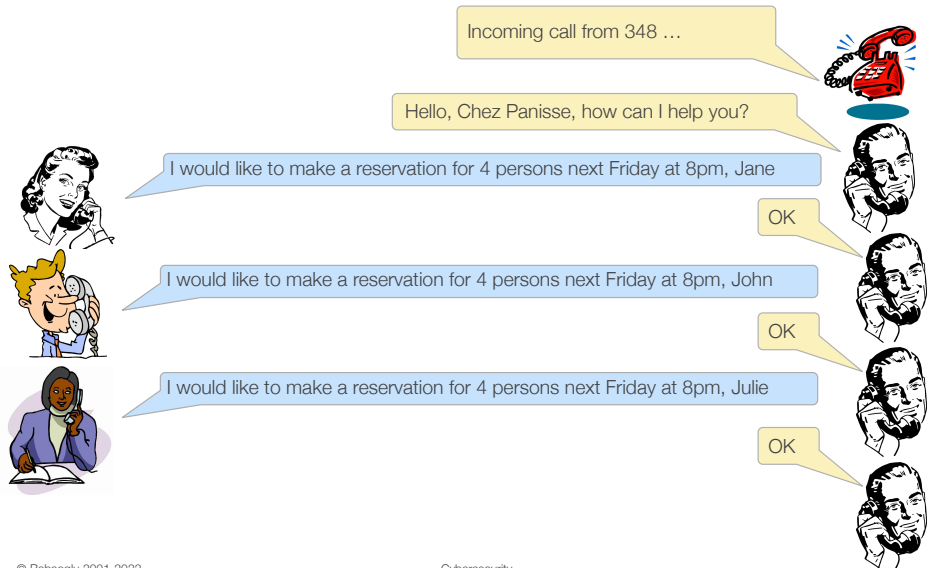 Incoming call from 348 …
Hello, Chez Panisse, how can I help you?
I would like to make a reservation for 4 persons next Friday at 8pm, Jane
OK
I would like to make a reservation for 4 persons next Friday at 8pm, John
OK
I would like to make a reservation for 4 persons next Friday at 8pm, Julie
OK